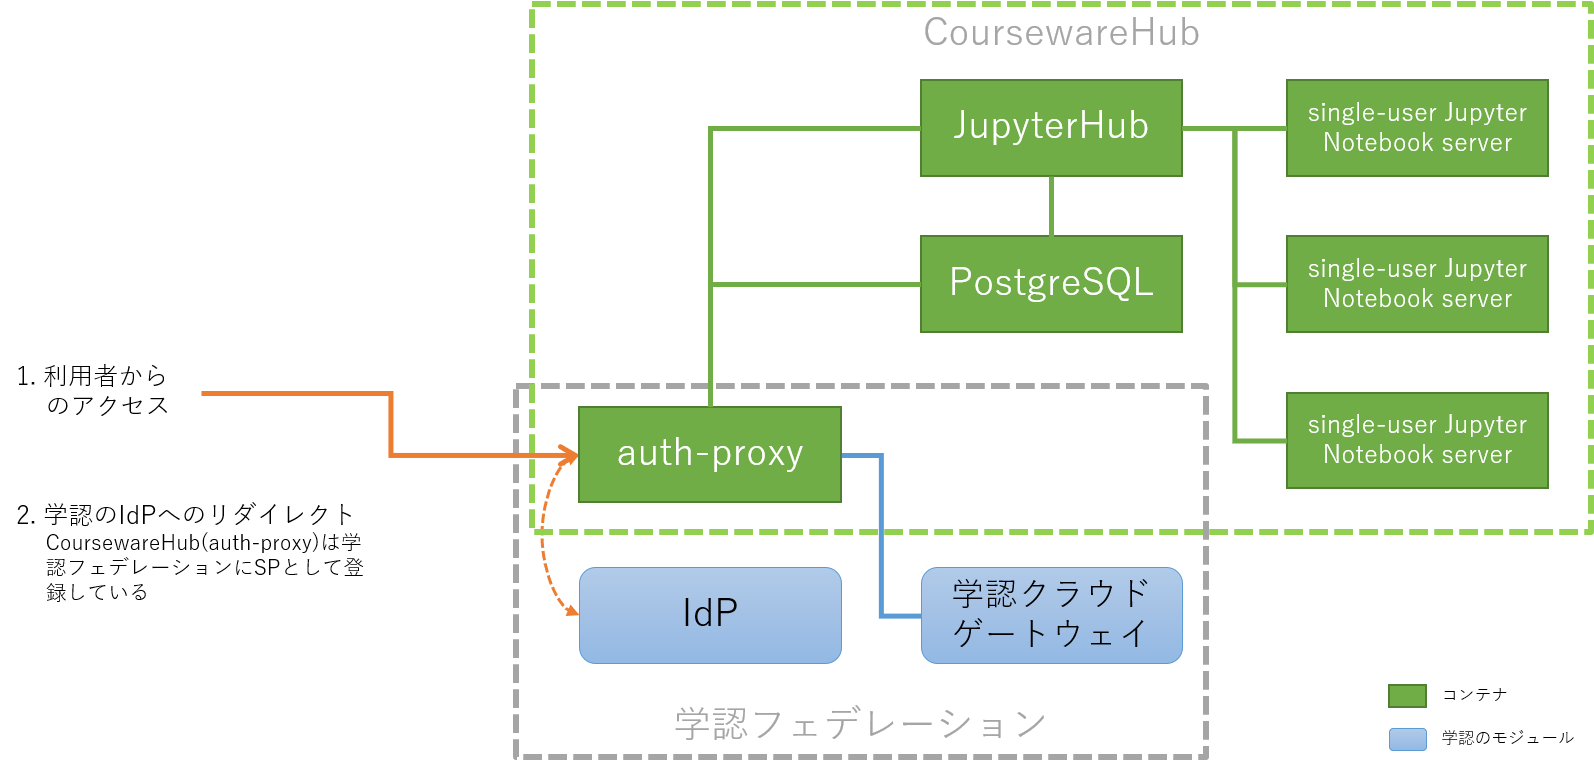 CoursewareHub
JupyterHub
single-user Jupyter
Notebook server
PostgreSQL
single-user Jupyter
Notebook server
1. 利用者から
のアクセス
auth-proxy
single-user Jupyter
Notebook server
2. 学認のIdPへのリダイレクト
CoursewareHub(auth-proxy)は学
認フェデレーションにSPとして登
録している
IdP
学認クラウド
ゲートウェイ
学認フェデレーション
コンテナ
学認のモジュール